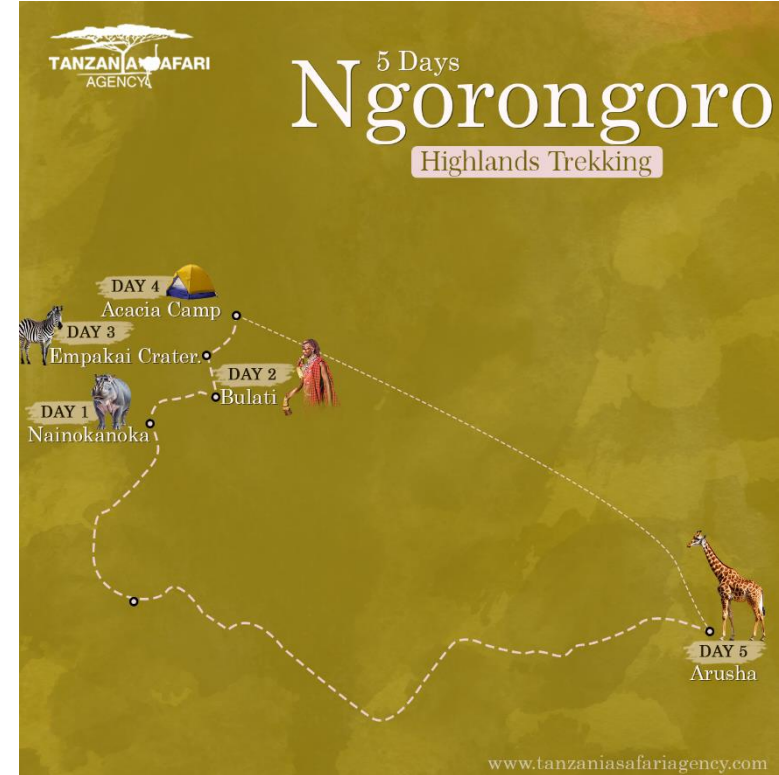 TANZANIA SAFARI
AGENCY
5 Days
Ngorongoro
Highlands Trekking
DAY 4
Acacia Camp
DAY 3
Empakai Crater.
DAY 2
Bulati
DAY 1
Nainokanoka
DAY 5
Arusha
www.tanzaniasafariagency.com